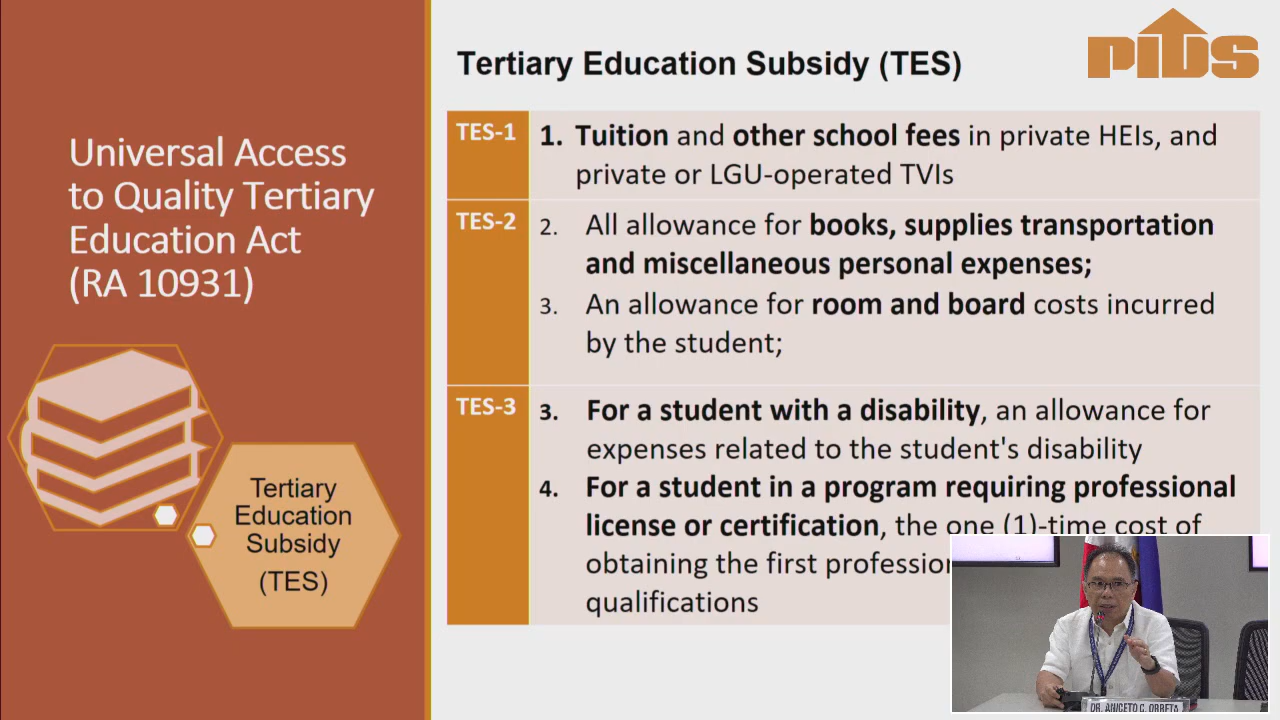 PIDS
Tertiary Education Subsidy (TES)
Universal Access
to Quality Tertiary
Education Act
(RA 10931)
Tertiary
Education
Subsidy
(TES)
TES-1
1. Tuition and other school fees in private HEIs, and
private or LGU-operated TVIs
TES-2
2. All allowance for books, supplies transportation
and miscellaneous personal expenses;
3. An allowance for room and board costs incurred
by the student;
TES-3
3. For a student with a disability, an allowance for
expenses related to the student's disability
4. For a student in a program requiring professional
license or certification, the one (1)-time cost of
obtaining the first
qualifications
DR. ANICETO C. ORBETA